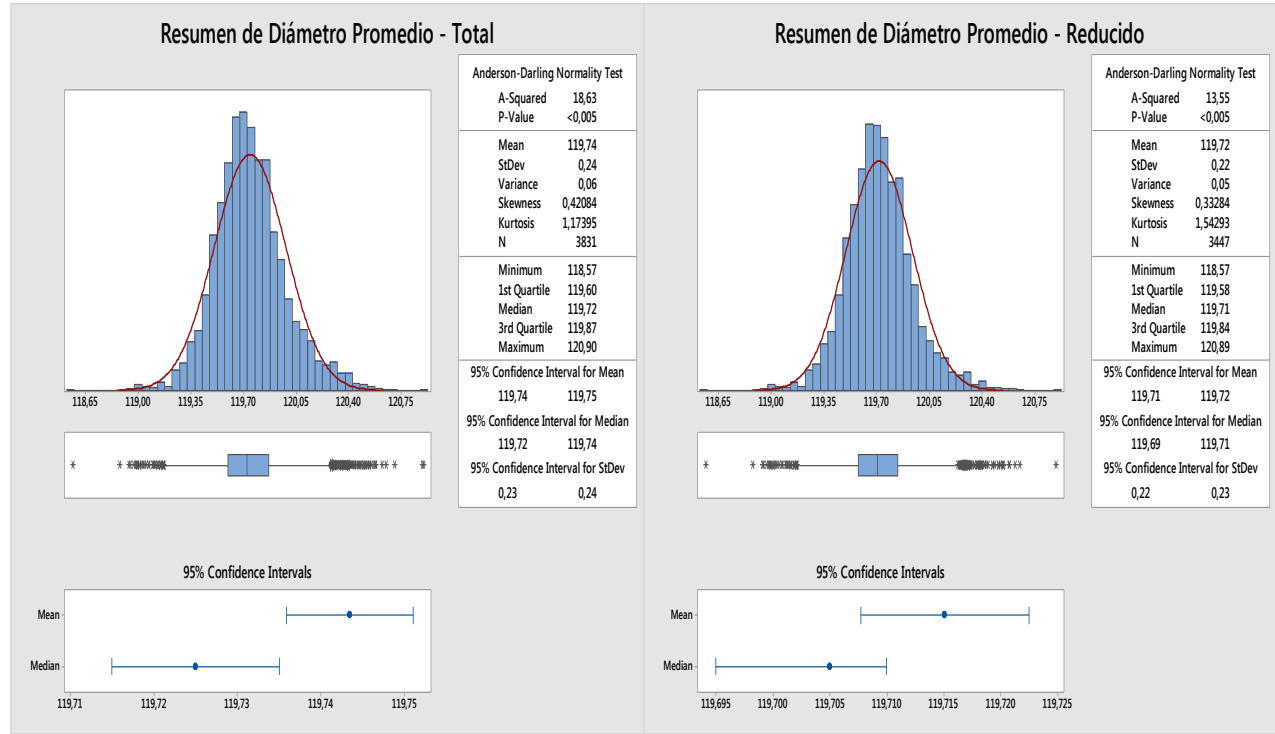 Resumen de Diámetro Promedio - Total
Anderson-Darling Normality Test
A-Squared 18,63
P-Value <0,005
Mean 119,74
StDev 0,24
Variance 0,06
Skewness 0,42084
Kurtosis 1,17395
N 3831
Minimum 118,57
1st Quartile 119,60
Median 119,72
3rd Quartile 119,87
Maximum 120,90
95% Confidence Interval for Mean
119,74 119,75
95% Confidence Interval for Median
119,72 119,74
95% Confidence Interval for StDev
0,23 0,24
118,65 119,00 119,35 119,70 120,05 120,40 120,75
95% Confidence Intervals
Mean
Median
119,71 119,72 119,73 119,74 119,75
Resumen de Diámetro Promedio - Reducido
Anderson-Darling Normality Test
A-Squared 13,55
P-Value <0,005
Mean 119,72
StDev 0,22
Variance 0,05
Skewness 0,33284
Kurtosis 1,54293
N 3447
Minimum 118,57
1st Quartile 119,58
Median 119,71
3rd Quartile 119,84
Maximum 120,89
95% Confidence Interval for Mean
119,71 119,72
95% Confidence Interval for Median
119,69 119,71
95% Confidence Interval for StDev
0,22 0,23
118,65 119,00 119,35 119,70 120,05 120,40 120,75
95% Confidence Intervals
Mean
Median
119,695 119,700 119,705 119,710 119,715 119,720 119,725